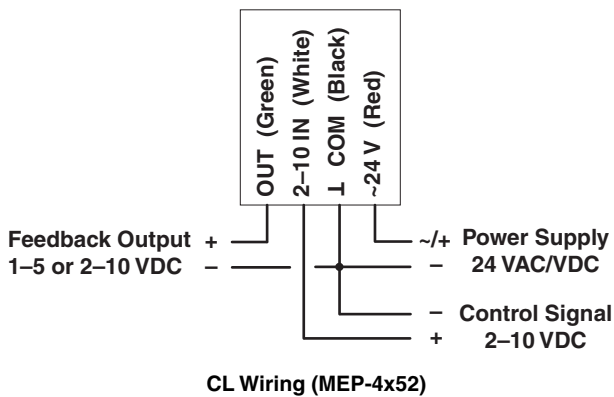 OUT (Green)
2–10 IN (White)
⊥ COM (Black)
~24 V (Red)
Feedback Output +
1–5 or 2–10 VDC –
~/+ Power Supply
– 24 VAC/VDC
– Control Signal
+ 2–10 VDC
CL Wiring (MEP-4x52)